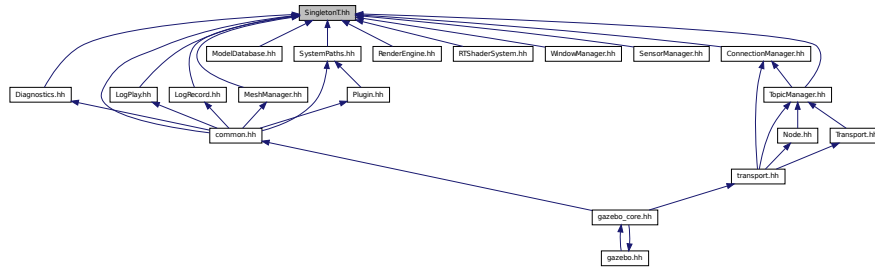 SingletonT.hh
ModelDatabase.hh
SystemPaths.hh
RenderEngine.hh
RTShaderSystem.hh
WindowManager.hh
SensorManager.hh
ConnectionManager.hh
Diagnostics.hh
LogPlay.hh
LogRecord.hh
MeshManager.hh
Plugin.hh
TopicManager.hh
common.hh
Node.hh
Transport.hh
transport.hh
gazebo_core.hh
gazebo.hh